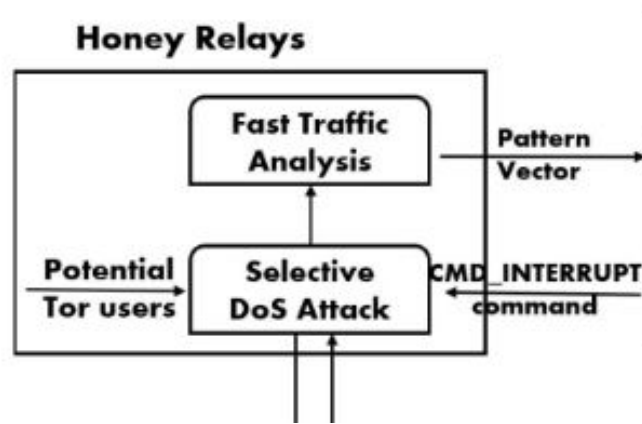 Honey Relays
Fast Traffic
Analysis
Pattern
Vector
Potential
Tor users
Selective
DoS Attack
CMD_INTERRUPT
command